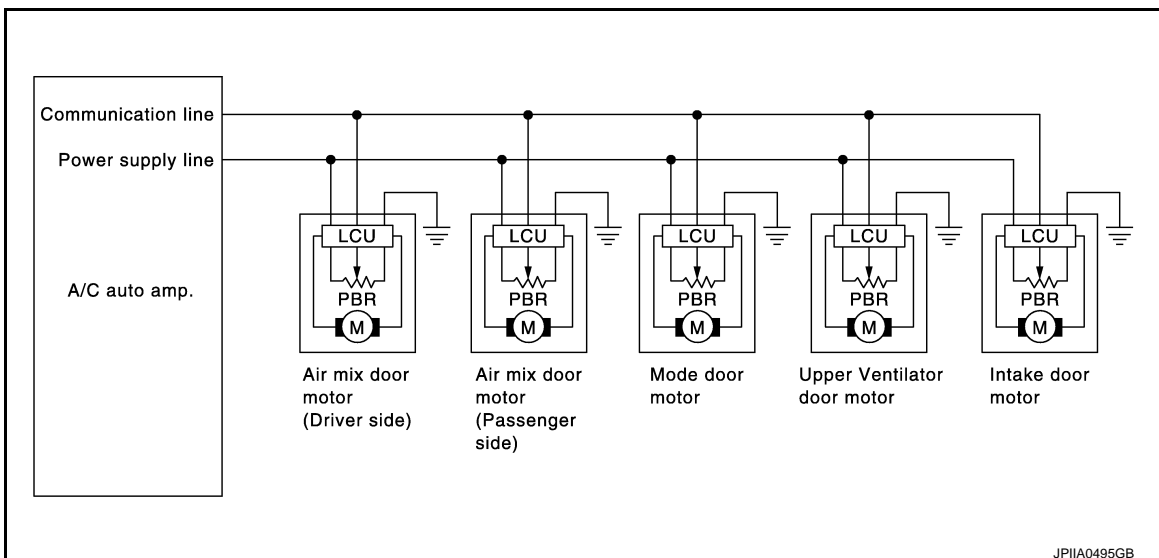 Communication line
Power supply line
A/C auto amp.
LCU
PBR
M
LCU
PBR
M
LCU
PBR
M
LCU
PBR
M
LCU
PBR
M
Air mix door
motor
(Driver side)
Air mix door
motor
(Passenger
side)
Mode door
motor
Upper Ventilator
door motor
Intake door
motor
JPIIA0495GB